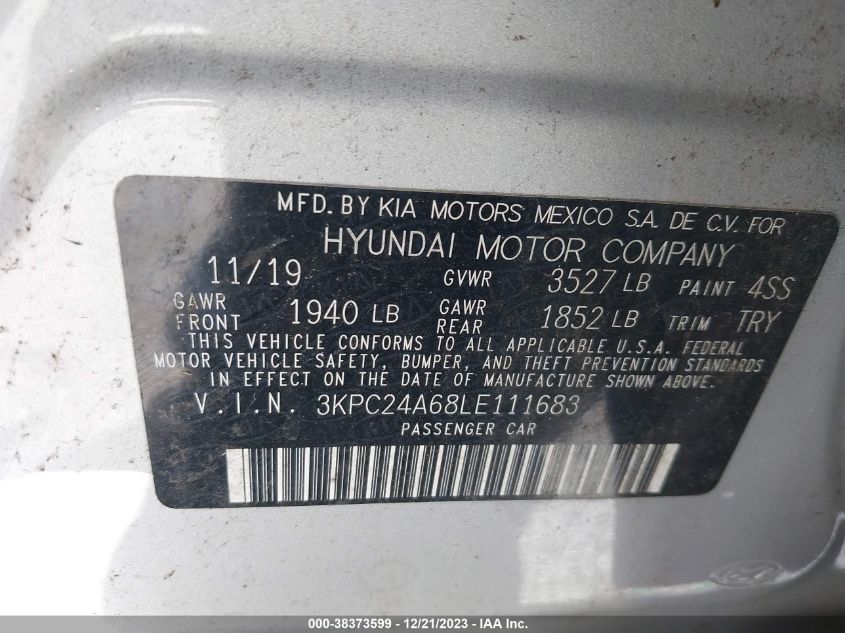 MFD. BY KIA MOTORS MEXICO S.A. DE C.V. FOR
HYUNDAI MOTOR COMPANY
11/19 GVWR 3527 LB PAINT 4SS
GAWR FRONT 1940 LB GAWR REAR 1852 LB TRIM TRY
THIS VEHICLE CONFORMS TO ALL APPLICABLE U.S.A. FEDERAL
MOTOR VEHICLE SAFETY, BUMPER, AND THEFT PREVENTION STANDARDS
IN EFFECT ON THE DATE OF MANUFACTURE SHOWN ABOVE.
V.I.N. 3KPC24A68LE111683
PASSENGER CAR
000-38373599 - 12/21/2023 - IAA Inc.